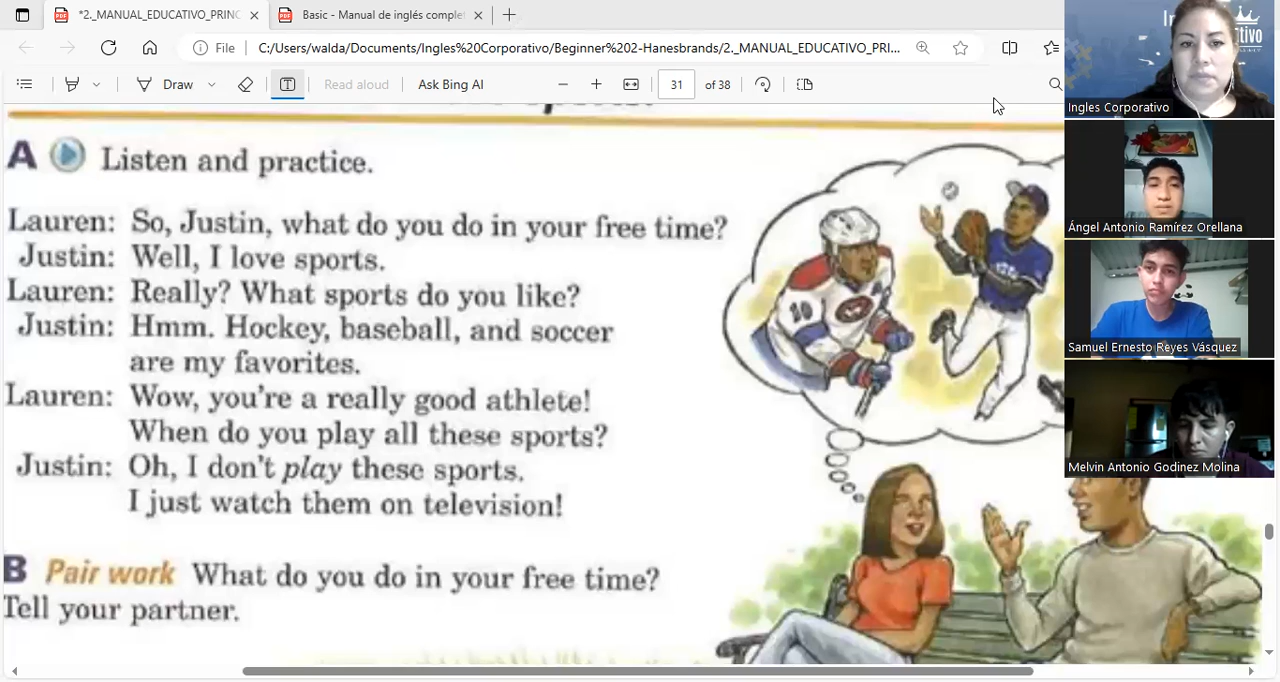 *2._MANUAL_EDUCATIVO_PRINC
Basic - Manual de inglés complet
File
C:/Users/walda/Documents/Ingles%20Corporativo/Beginner%202-Hanesbrands/2._MANUAL_EDUCATIVO_PRI...
Draw
Read aloud
Ask Bing AI
31
of 38
A Listen and practice.
Lauren: So, Justin, what do you do in your free time?
Justin: Well, I love sports.
Lauren: Really? What sports do you like?
Justin: Hmm. Hockey, baseball, and soccer
are my favorites.
Lauren: Wow, you're a really good athlete!
When do you play all these sports?
Justin: Oh, I don't play these sports.
I just watch them on television!
B Pair work What do you do in your free time?
Tell your partner.
10
Ingles Corporativo
Ángel Antonio Ramírez Orellana
Samuel Ernesto Reyes Vásquez
Melvin Antonio Godinez Molina